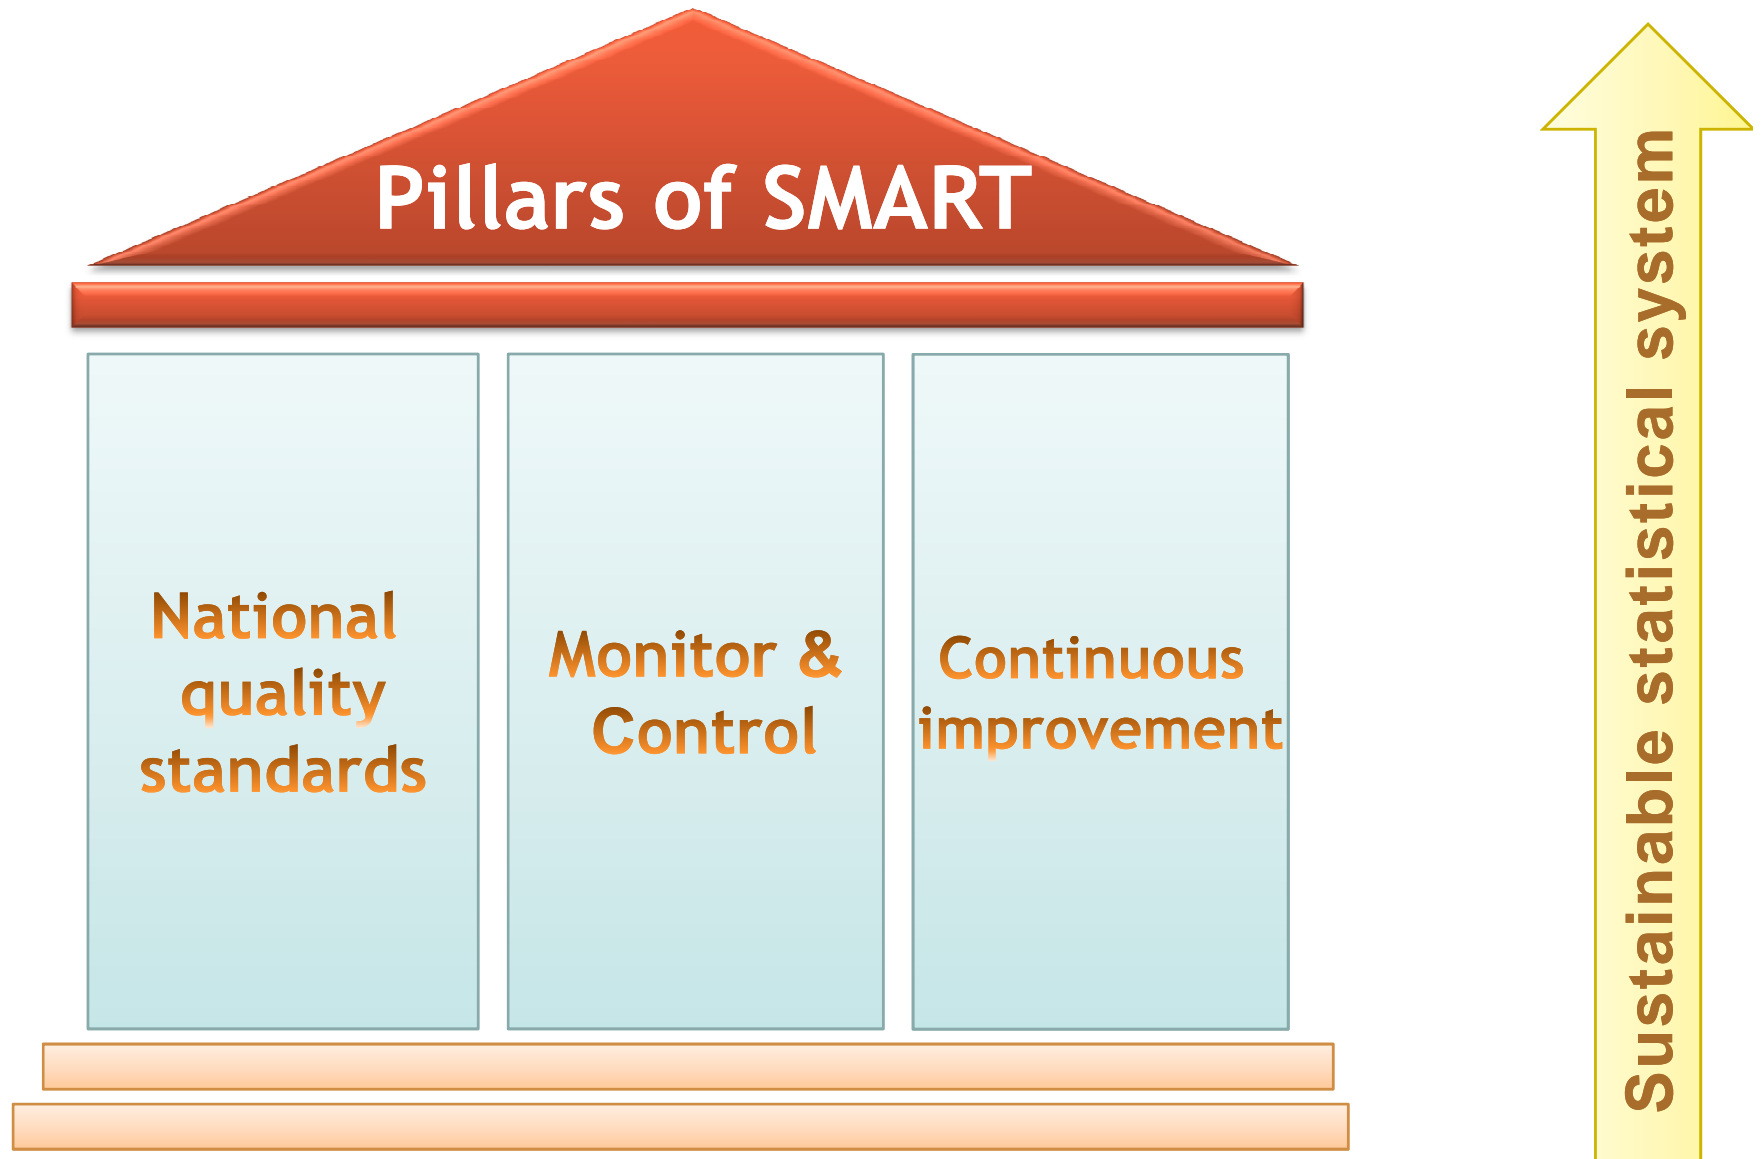 Pillars of SMART
National
quality
standards
Monitor &
Control
Continuous
improvement
Sustainable statistical system